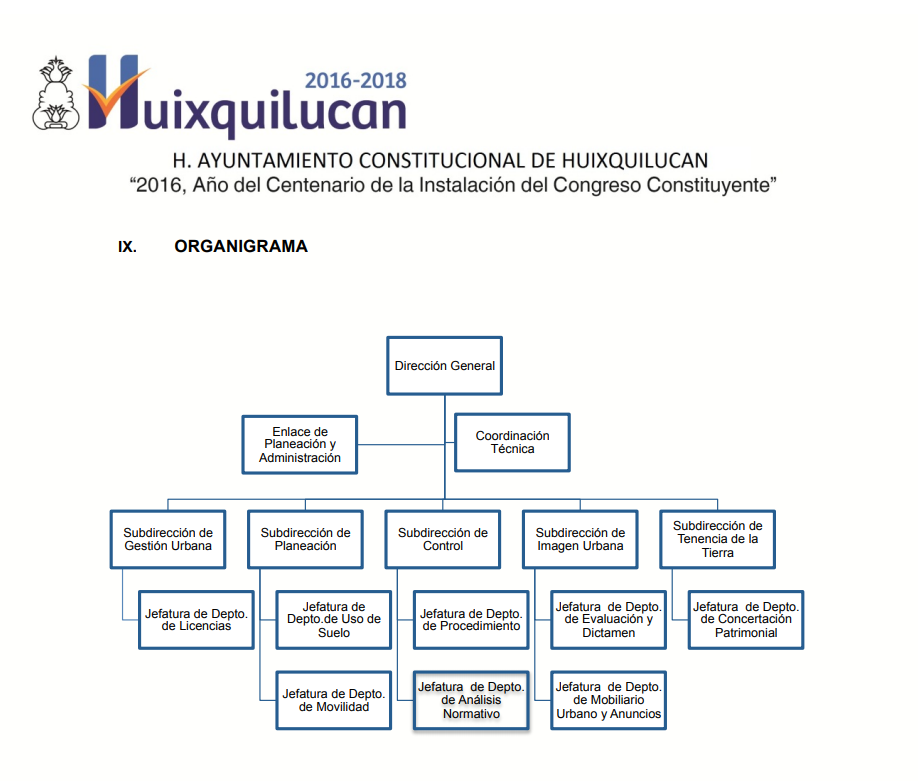 2016-2018
Huixquilucan
H. AYUNTAMIENTO CONSTITUCIONAL DE HUIXQUILUCAN
“2016, Año del Centenario de la Instalación del Congreso Constituyente”
IX. ORGANIGRAMA
Dirección General
Enlace de
Planeación y
Administración
Coordinación
Técnica
Subdirección de
Gestión Urbana
Subdirección de
Planeación
Subdirección de
Control
Subdirección de
Imagen Urbana
Subdirección de
Tenencia de la
Tierra
Jefatura de Depto.
de Licencias
Jefatura de
Depto.de Uso de
Suelo
Jefatura de Depto.
de Procedimiento
Jefatura de Depto.
de Evaluación y
Dictamen
Jefatura de Depto.
de Concertación
Patrimonial
Jefatura de Depto.
de Movilidad
Jefatura de Depto.
de Análisis
Normativo
Jefatura de Depto.
de Mobiliario
Urbano y Anuncios